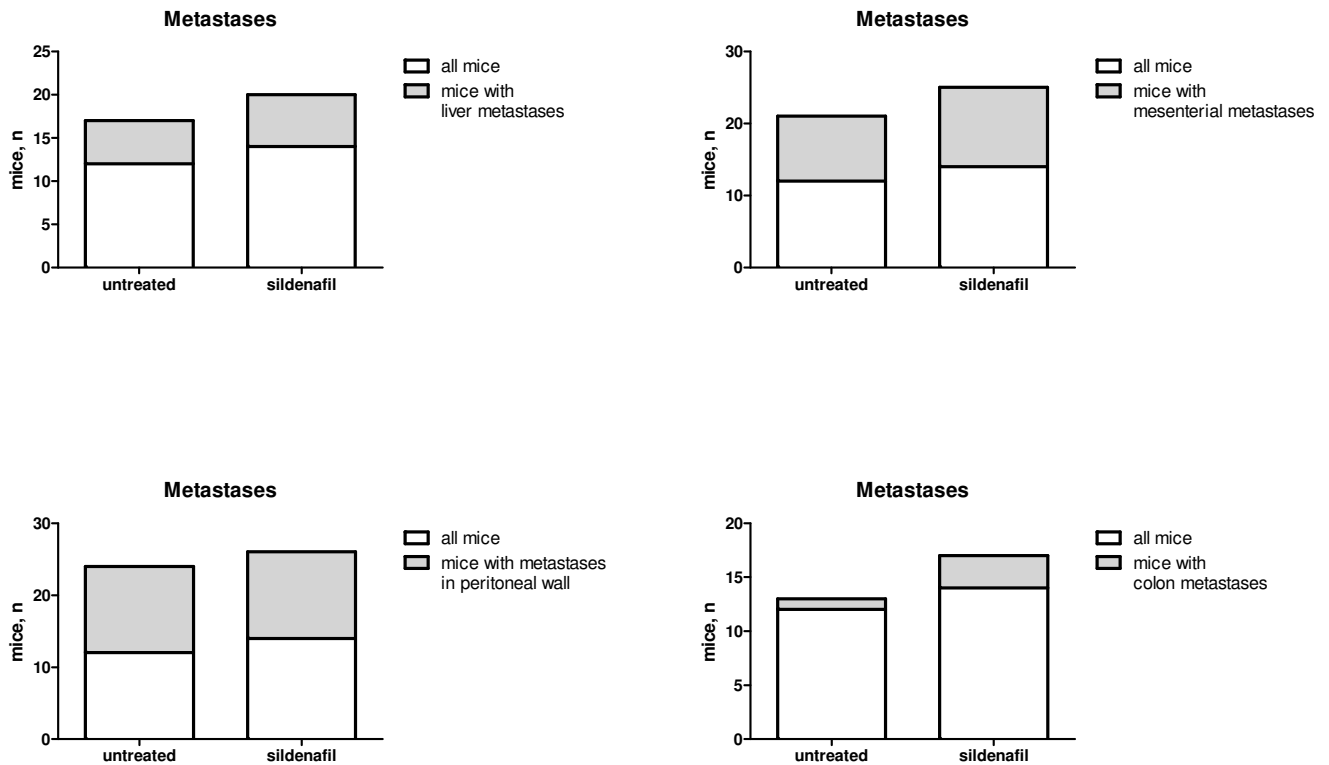 Metastases
25
20
15
10
5
0
mice, n
untreated
sildenafil
all mice
mice with
liver metastases
Metastases
30
20
10
0
mice, n
untreated
sildenafil
all mice
mice with
mesenterial metastases
Metastases
30
20
10
0
mice, n
untreated
sildenafil
all mice
mice with metastases
in peritoneal wall
Metastases
20
15
10
5
0
mice, n
untreated
sildenafil
all mice
mice with
colon metastases